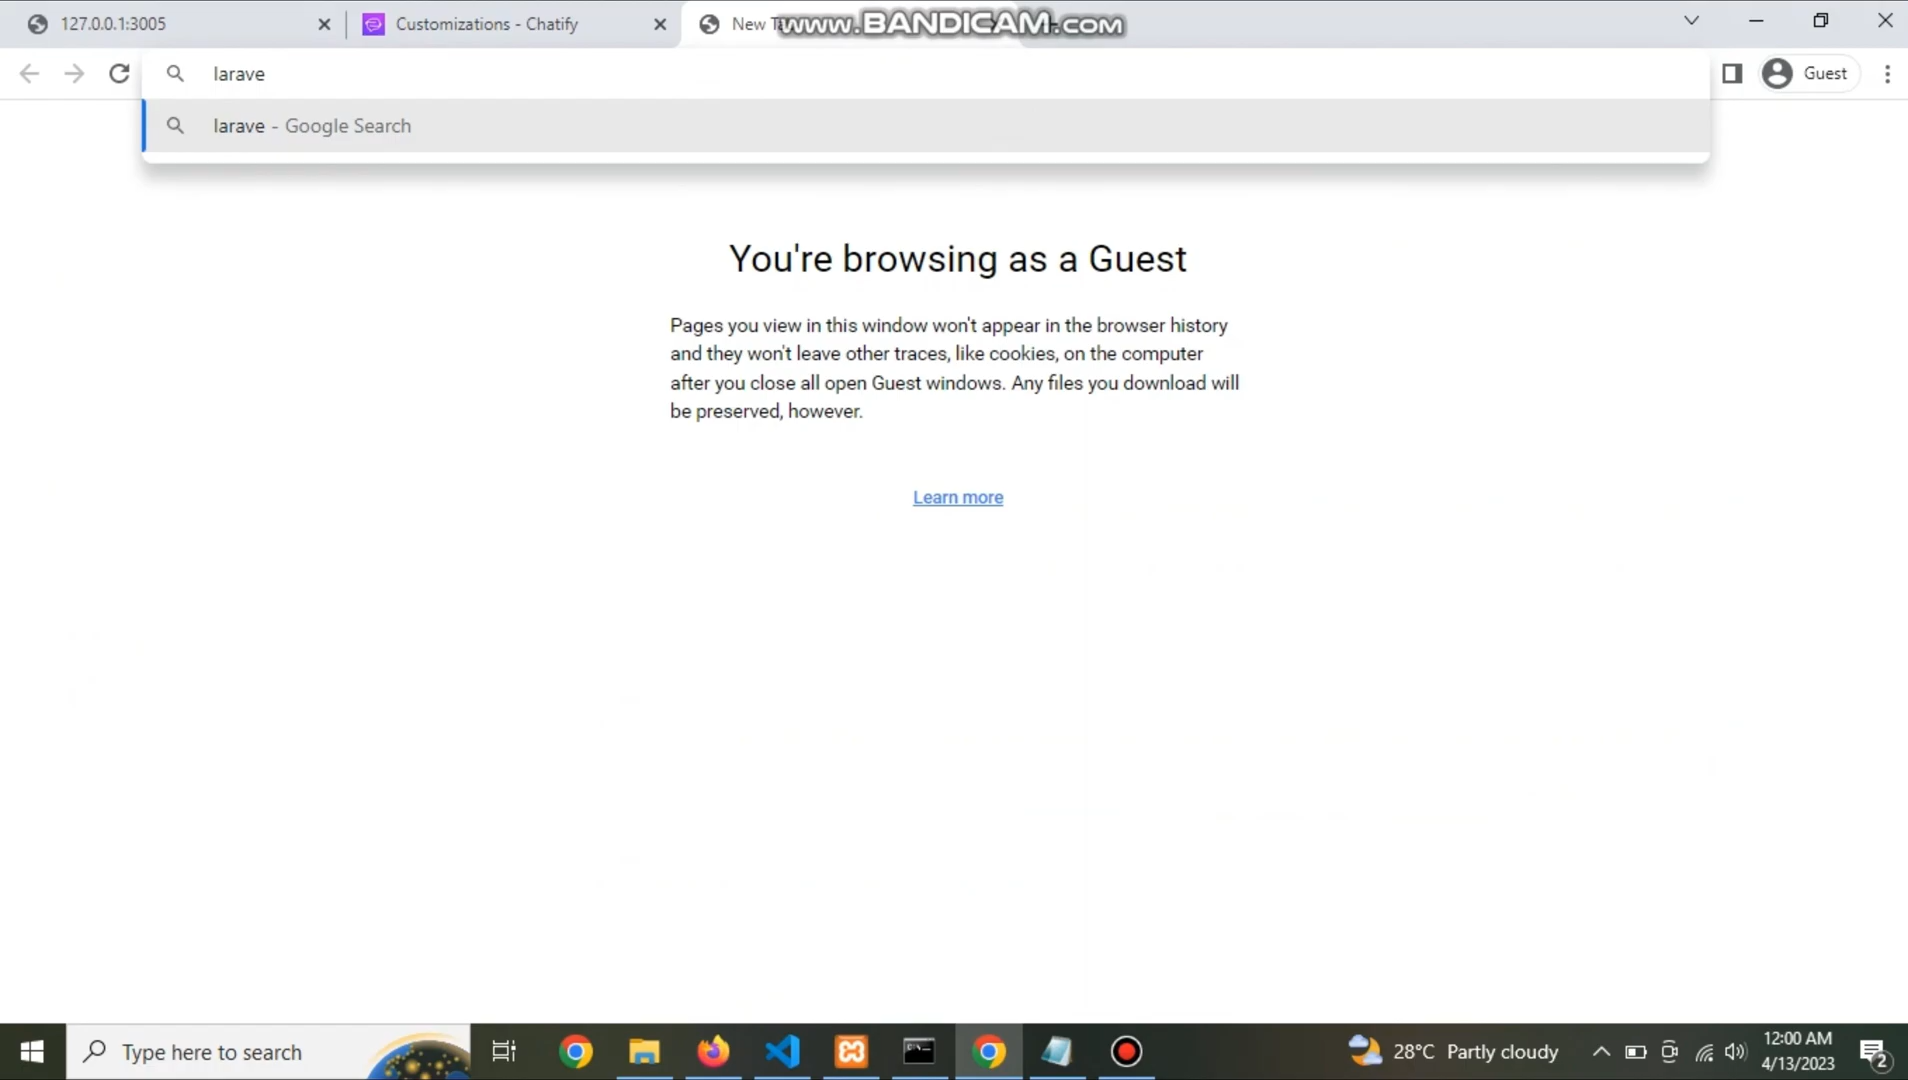 127.0.0.1:3005
Customizations - Chatify
New Ta
www.BANDICAM.com
larave
Guest
larave - Google Search
You're browsing as a Guest
Pages you view in this window won't appear in the browser history
and they won't leave other traces, like cookies, on the computer
after you close all open Guest windows. Any files you download will
be preserved, however.
Learn more
Type here to search
28°C Partly cloudy
12:00 AM
4/13/2023
2